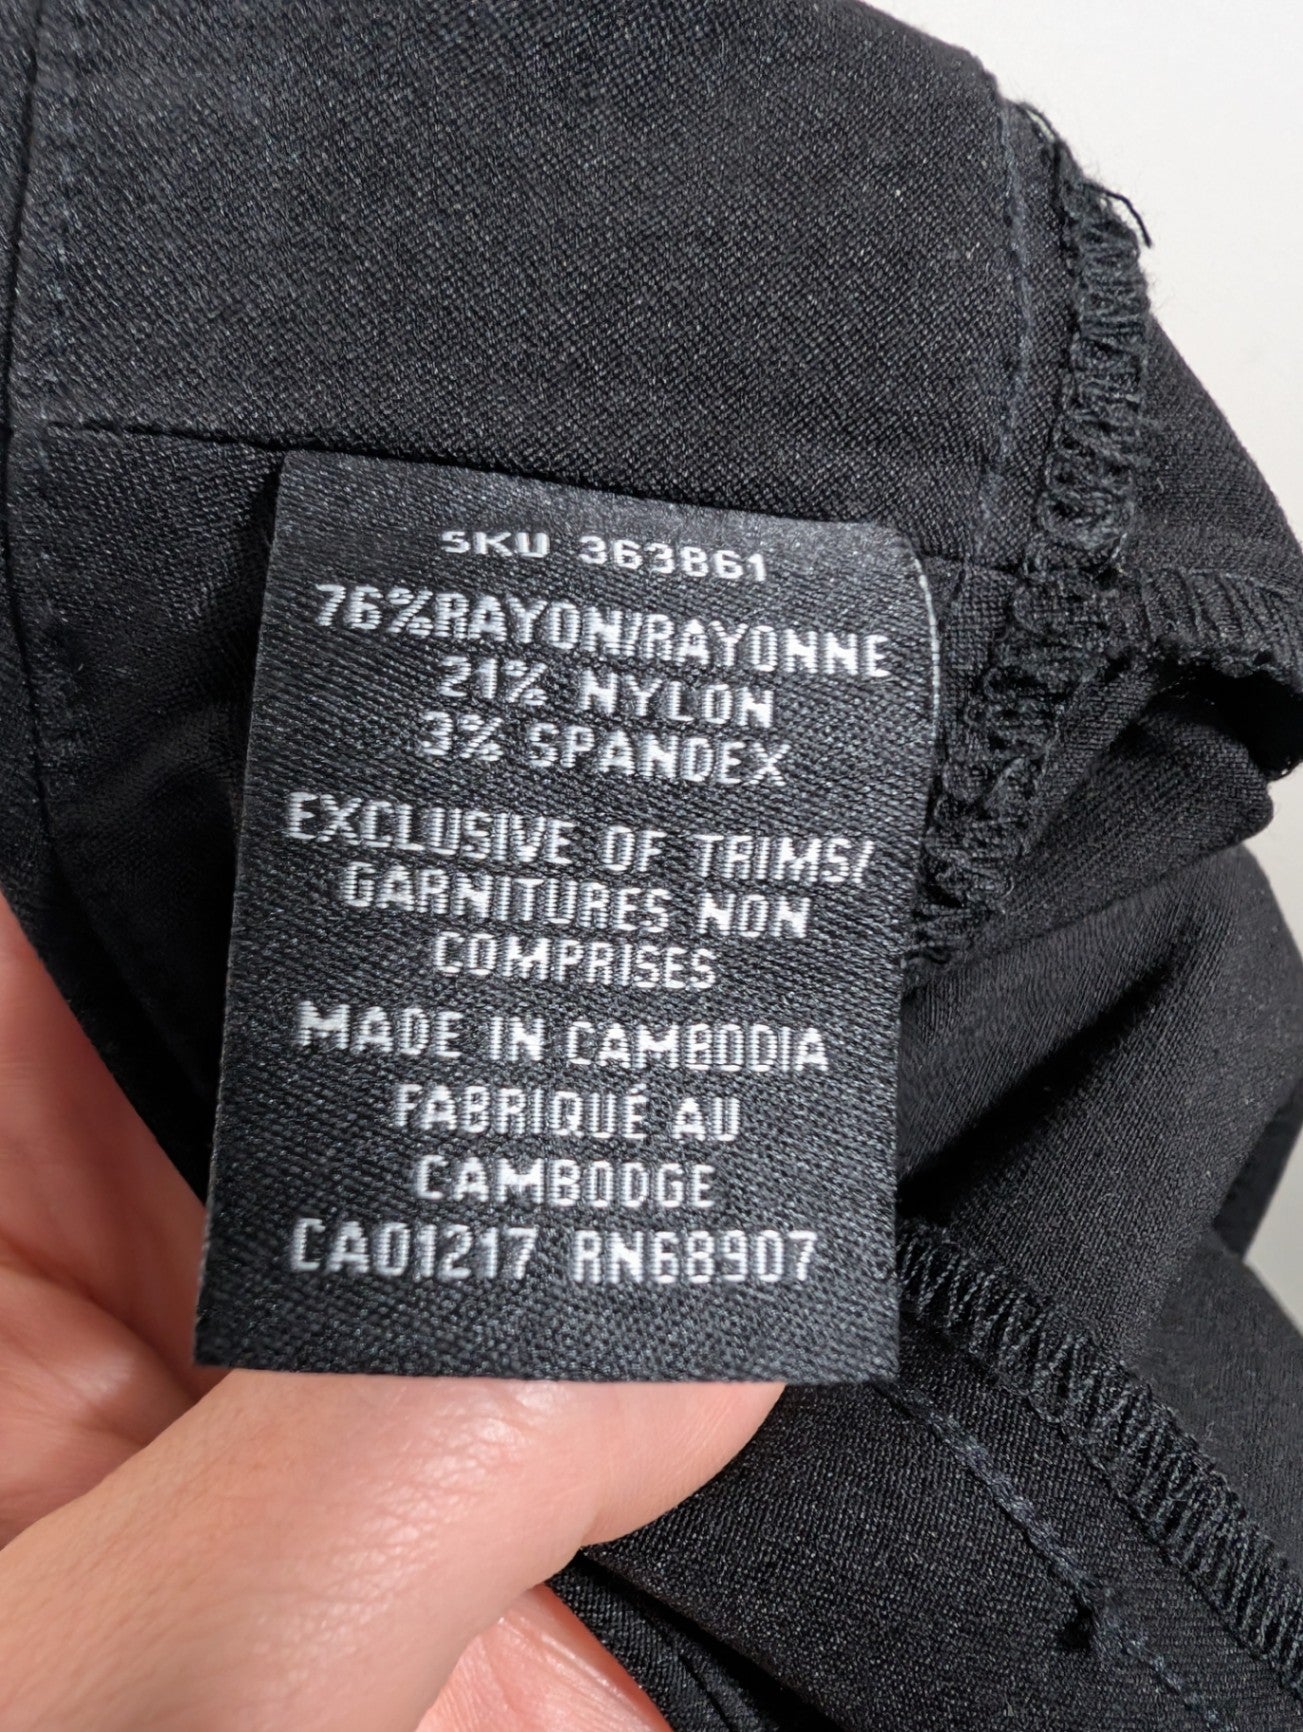 SKU 363861
76%RAYON/RAYONNE
21% NYLON
3% SPANDEX
EXCLUSIVE OF TRIMS/
GARNITURES NON
COMPRISES
MADE IN CAMBODIA
FABRIQUÉ AU
CAMBODGE
CA01217 RN68907